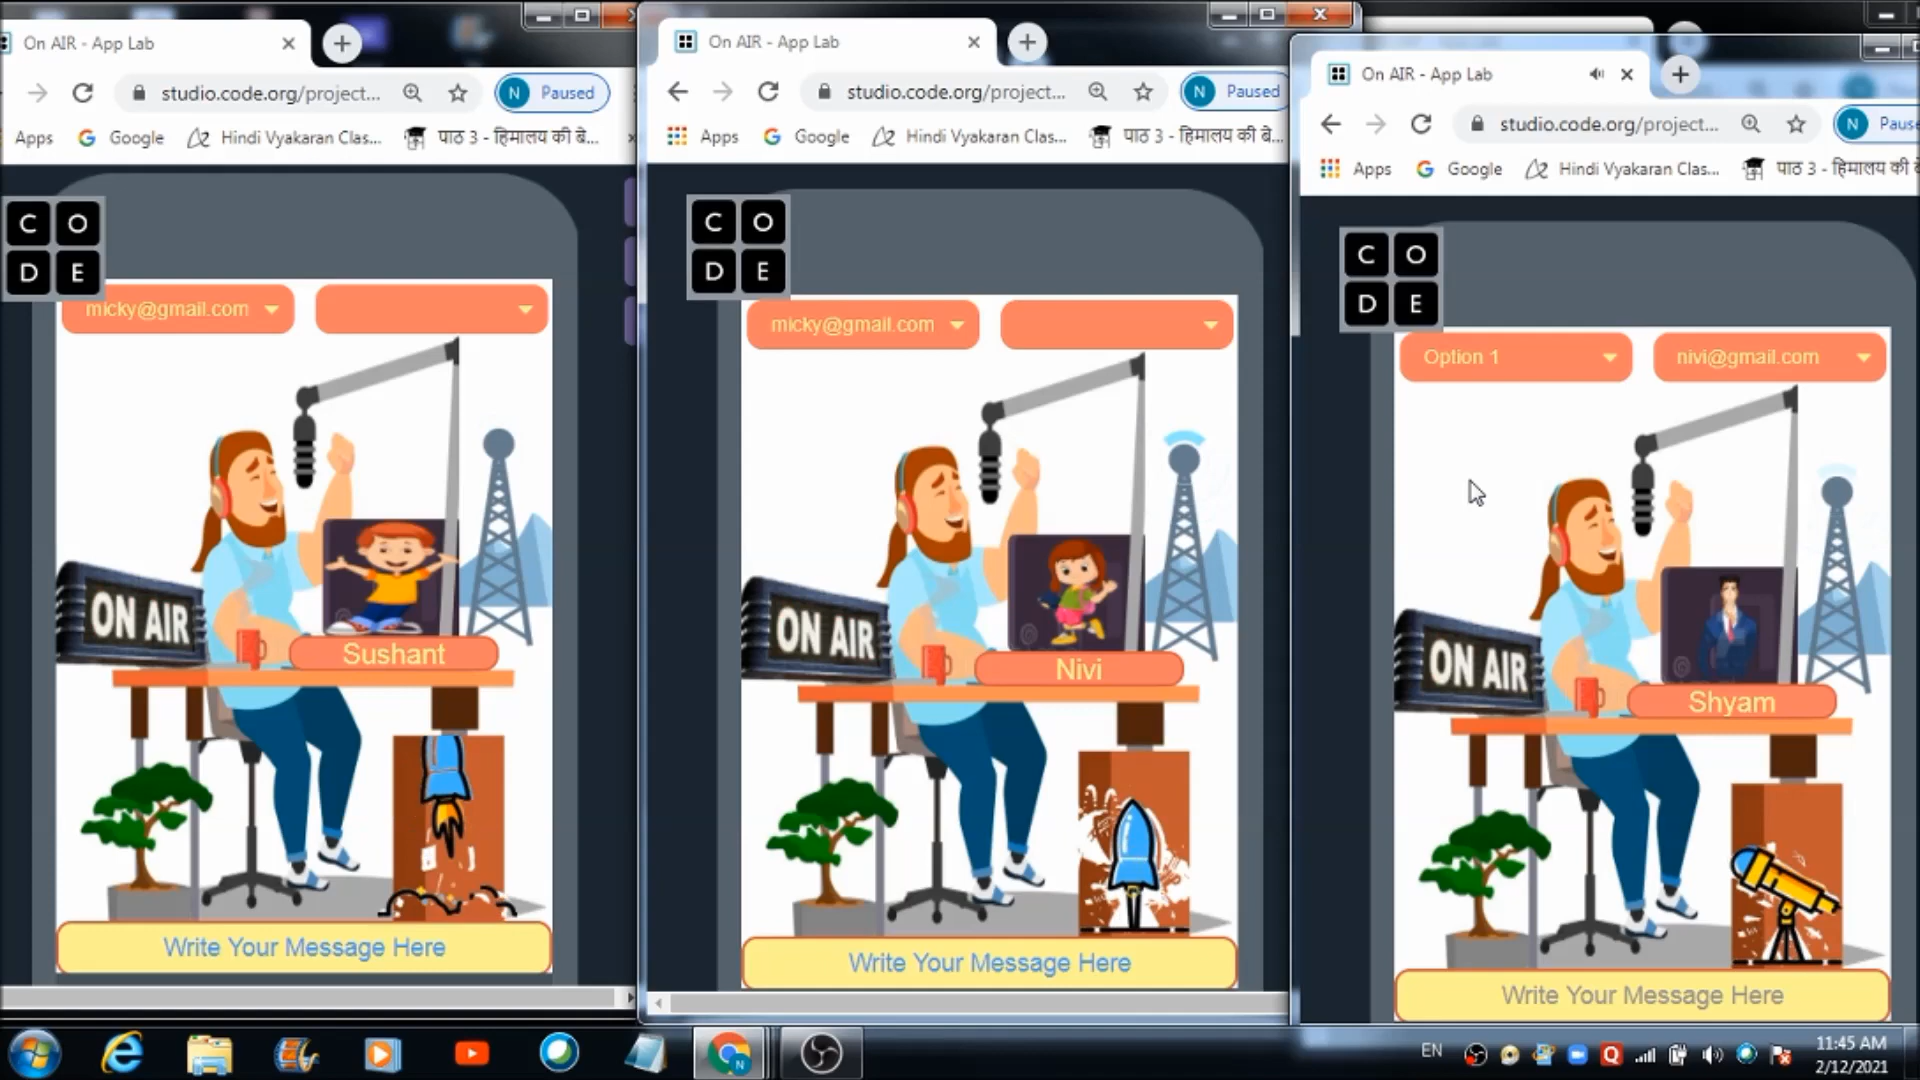 On AIR - App Lab
studio.code.org/project...
N Paused
Apps Google Hindi Vyakaran Clas... पाठ 3 - हिमालय की बे...
C O
D E
micky@gmail.com
ON AIR
Sushant
Write Your Message Here
On AIR - App Lab
studio.code.org/project...
N Paused
Apps Google Hindi Vyakaran Clas... पाठ 3 - हिमालय की बे...
C O
D E
micky@gmail.com
ON AIR
Nivi
Write Your Message Here
On AIR - App Lab
studio.code.org/project...
N Pause
Apps Google Hindi Vyakaran Clas... पाठ 3 - हिमालय की
C O
D E
Option 1 nivi@gmail.com
ON AIR
Shyam
Write Your Message Here
EN
11:45 AM
2/12/2021